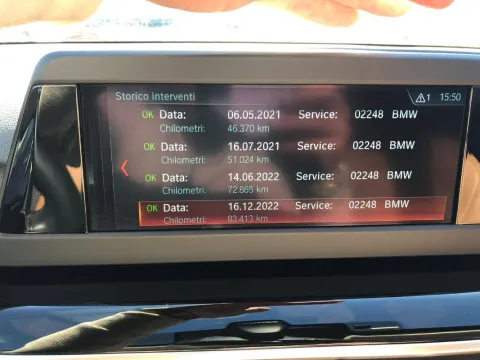 Storico interventi 1 15:50
OK Data: 06.05.2021 Service: 02248 BMW
Chilometri: 46.370 km
OK Data: 16.07.2021 Service: 02248 BMW
Chilometri: 51.024 km
OK Data: 14.06.2022 Service: 02248 BMW
Chilometri: 72.865 km
OK Data: 16.12.2022 Service: 02248 BMW
Chilometri: 83.413 km